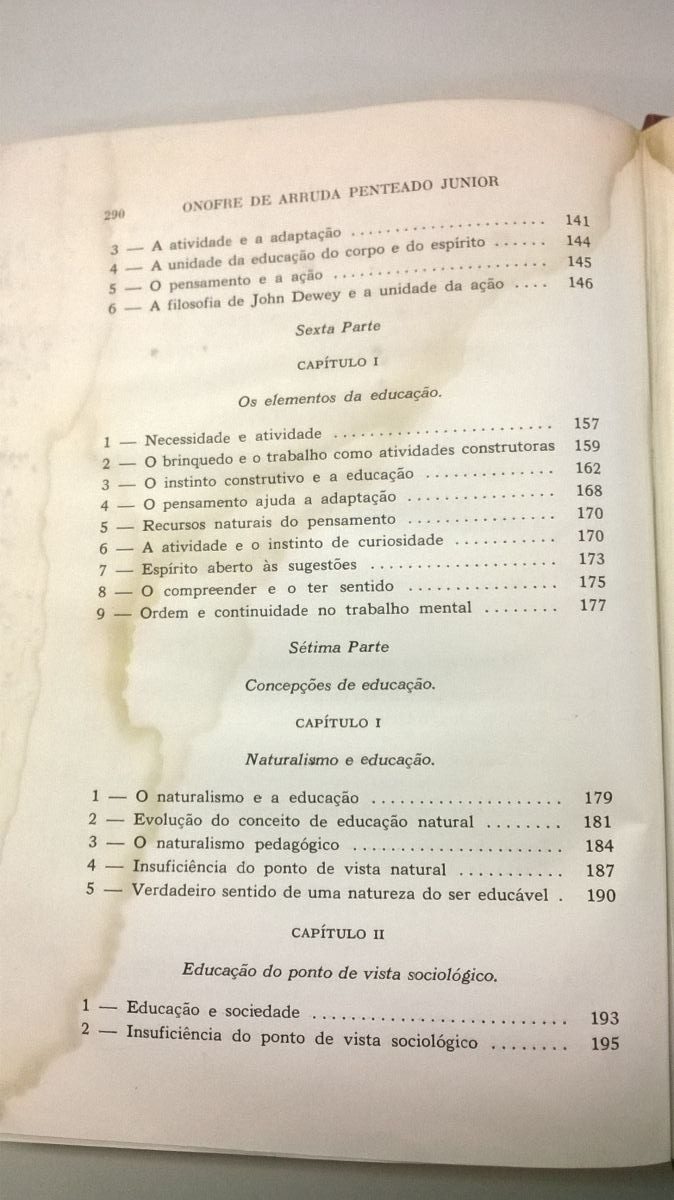 290 ONOFRE DE ARRUDA PENTEADO JUNIOR
3 — A atividade e a adaptação ...................... 141
4 — A unidade da educação do corpo e do espírito ...... 144
5 — O pensamento e a ação ........................ 145
6 — A filosofia de John Dewey e a unidade da ação .... 146
Sexta Parte
CAPÍTULO I
Os elementos da educação.
1 — Necessidade e atividade ........................ 157
2 — O brinquedo e o trabalho como atividades construtoras 159
3 — O instinto construtivo e a educação .............. 162
4 — O pensamento ajuda a adaptação ................ 168
5 — Recursos naturais do pensamento ................ 170
6 — A atividade e o instinto de curiosidade ........... 170
7 — Espírito aberto às sugestões .................... 173
8 — O compreender e o ter sentido ................ 175
9 — Ordem e continuidade no trabalho mental ........ 177
Sétima Parte
Concepções de educação.
CAPÍTULO I
Naturalismo e educação.
1 — O naturalismo e a educação .................... 179
2 — Evolução do conceito de educação natural ........ 181
3 — O naturalismo pedagógico ...................... 184
4 — Insuficiência do ponto de vista natural ........... 187
5 — Verdadeiro sentido de uma natureza do ser educável . 190
CAPÍTULO II
Educação do ponto de vista sociológico.
1 — Educação e sociedade .......................... 193
2 — Insuficiência do ponto de vista sociológico ........ 195